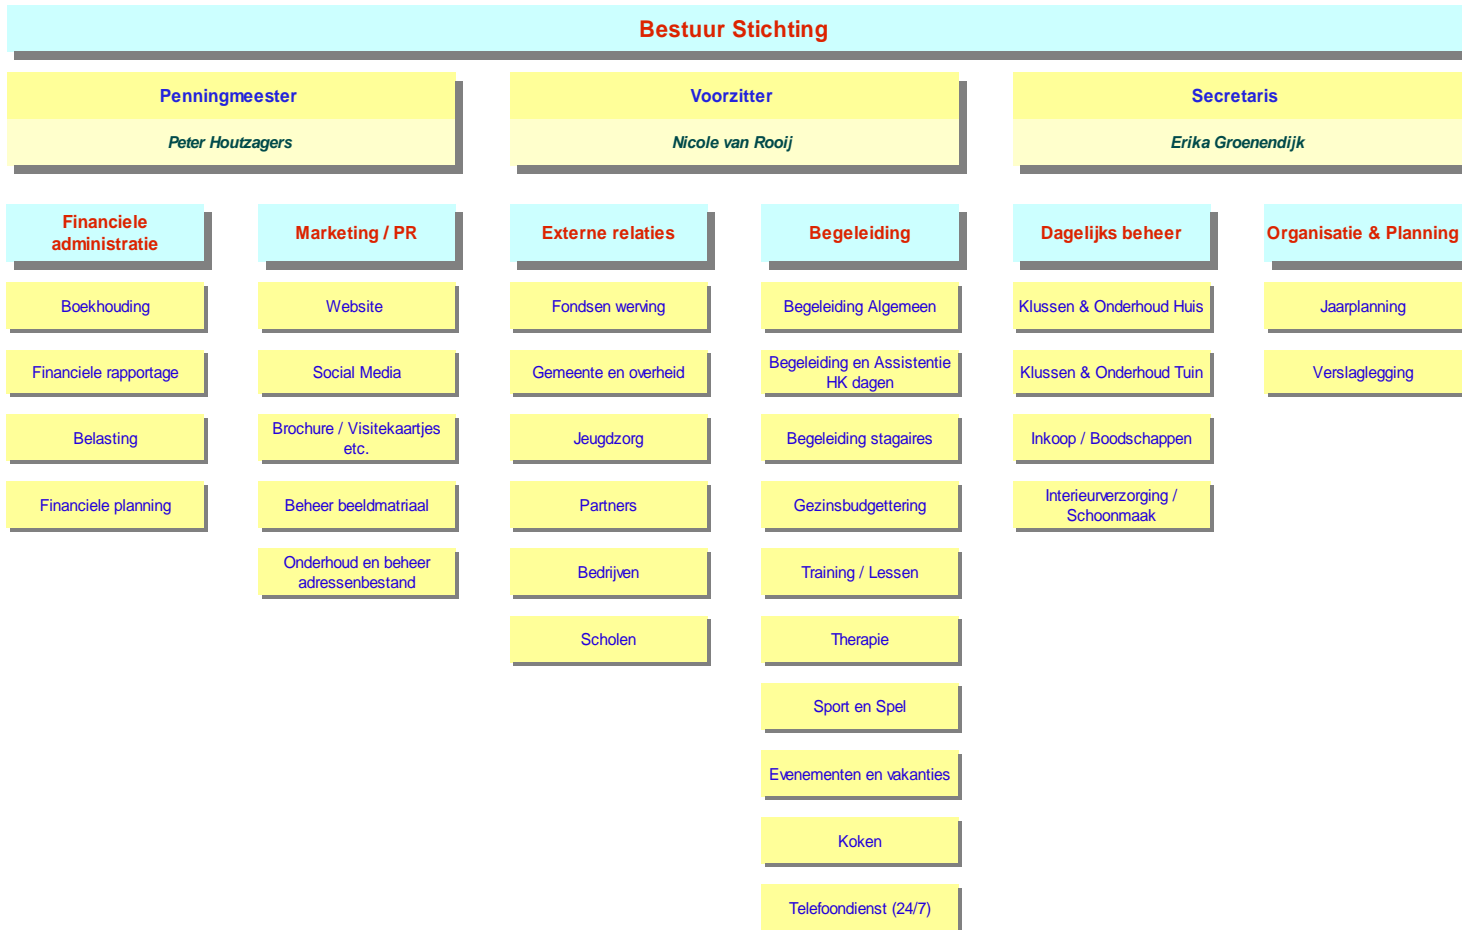 Bestuur Stichting
Penningmeester
Peter Houtzagers
Voorzitter
Nicole van Rooij
Secretaris
Erika Groenendijk
Financiele
administratie
Boekhouding
Financiele rapportage
Belasting
Financiele planning
Marketing / PR
Website
Social Media
Brochure / Visitekaartjes
etc.
Beheer beeldmatriaal
Onderhoud en beheer
adressenbestand
Externe relaties
Fondsen werving
Gemeente en overheid
Jeugdzorg
Partners
Bedrijven
Scholen
Begeleiding
Begeleiding Algemeen
Begeleiding en Assistentie
HK dagen
Begeleiding stagaires
Gezinsbudgettering
Training / Lessen
Therapie
Sport en Spel
Evenementen en vakanties
Koken
Telefoondienst (24/7)
Dagelijks beheer
Klussen & Onderhoud Huis
Klussen & Onderhoud Tuin
Inkoop / Boodschappen
Interieurverzorging /
Schoonmaak
Organisatie & Planning
Jaarplanning
Verslaglegging